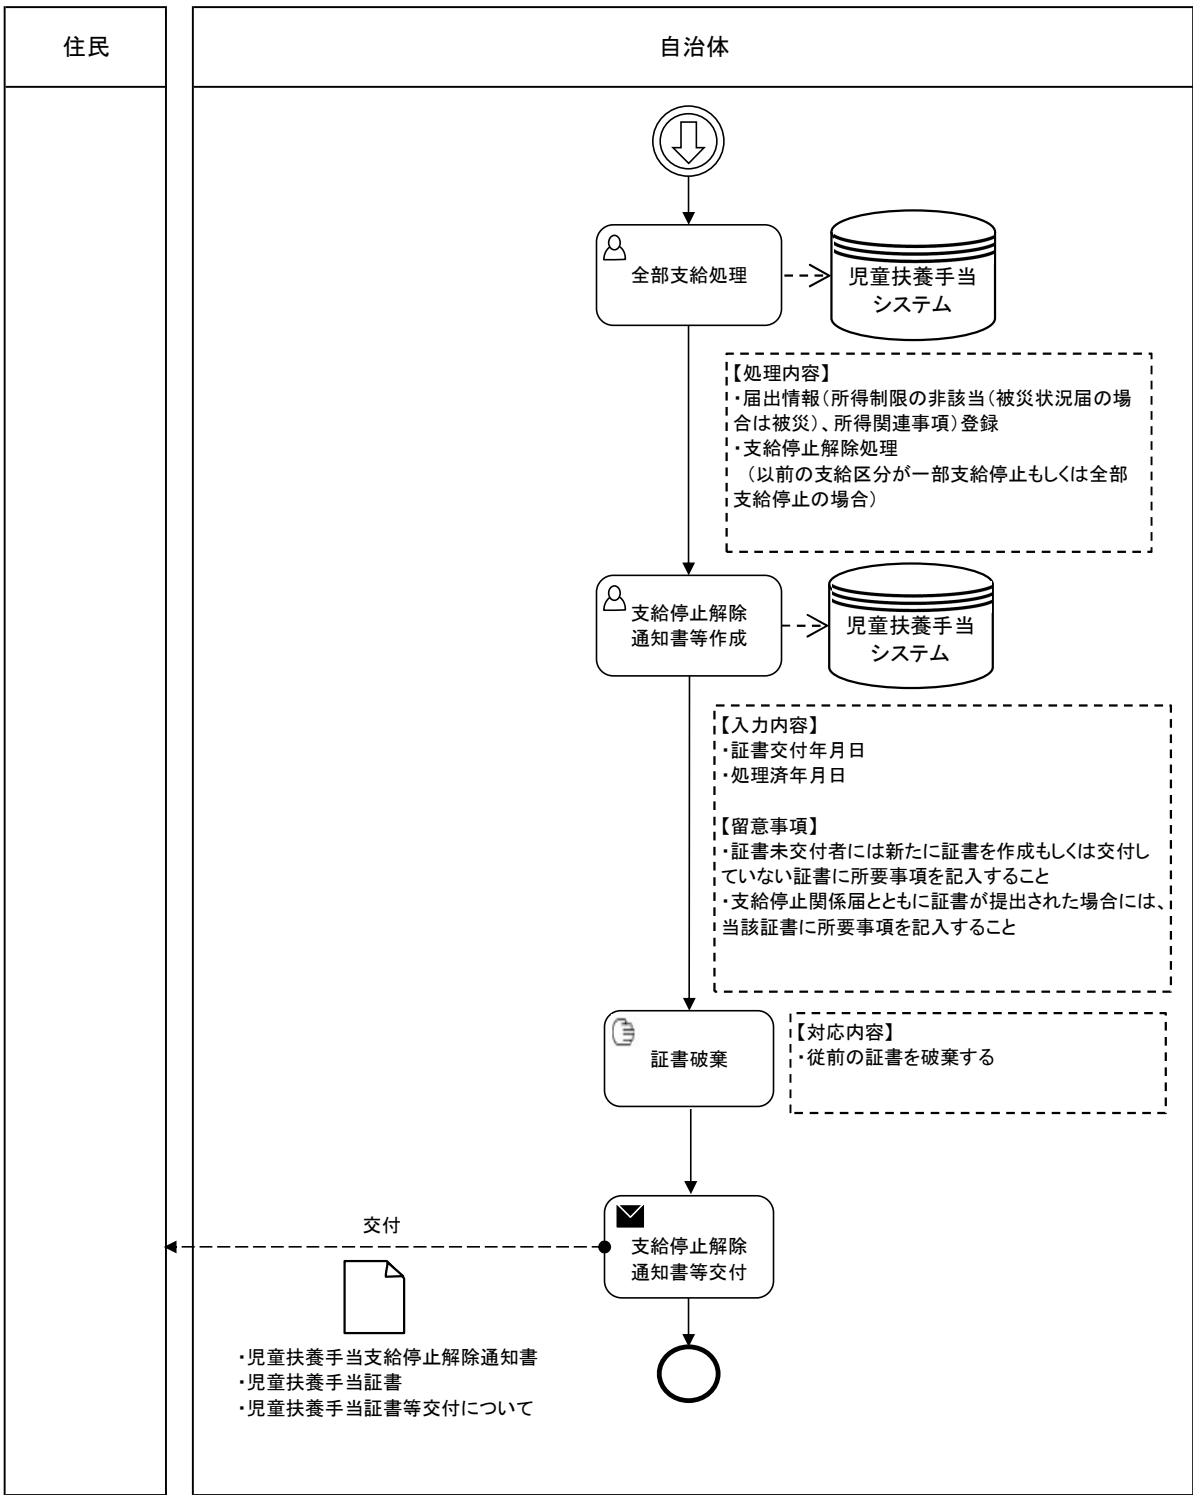 住民
自治体
全部支給処理
児童扶養手当
システム
【処理内容】
・届出情報（所得制限の非該当（被災状況届の場
合は被災）、所得関連事項）登録
・支給停止解除処理
（以前の支給区分が一部支給停止もしくは全部
支給停止の場合）
支給停止解除
通知書等作成
児童扶養手当
システム
【入力内容】
・証書交付年月日
・処理済年月日
【留意事項】
・証書未交付者には新たに証書を作成もしくは交付し
ていない証書に所要事項を記入すること
・支給停止関係届とともに証書が提出された場合には、
当該証書に所要事項を記入すること
証書破棄
【対応内容】
・従前の証書を破棄する
交付
支給停止解除
通知書等交付
・児童扶養手当支給停止解除通知書
・児童扶養手当証書
・児童扶養手当証書等交付について